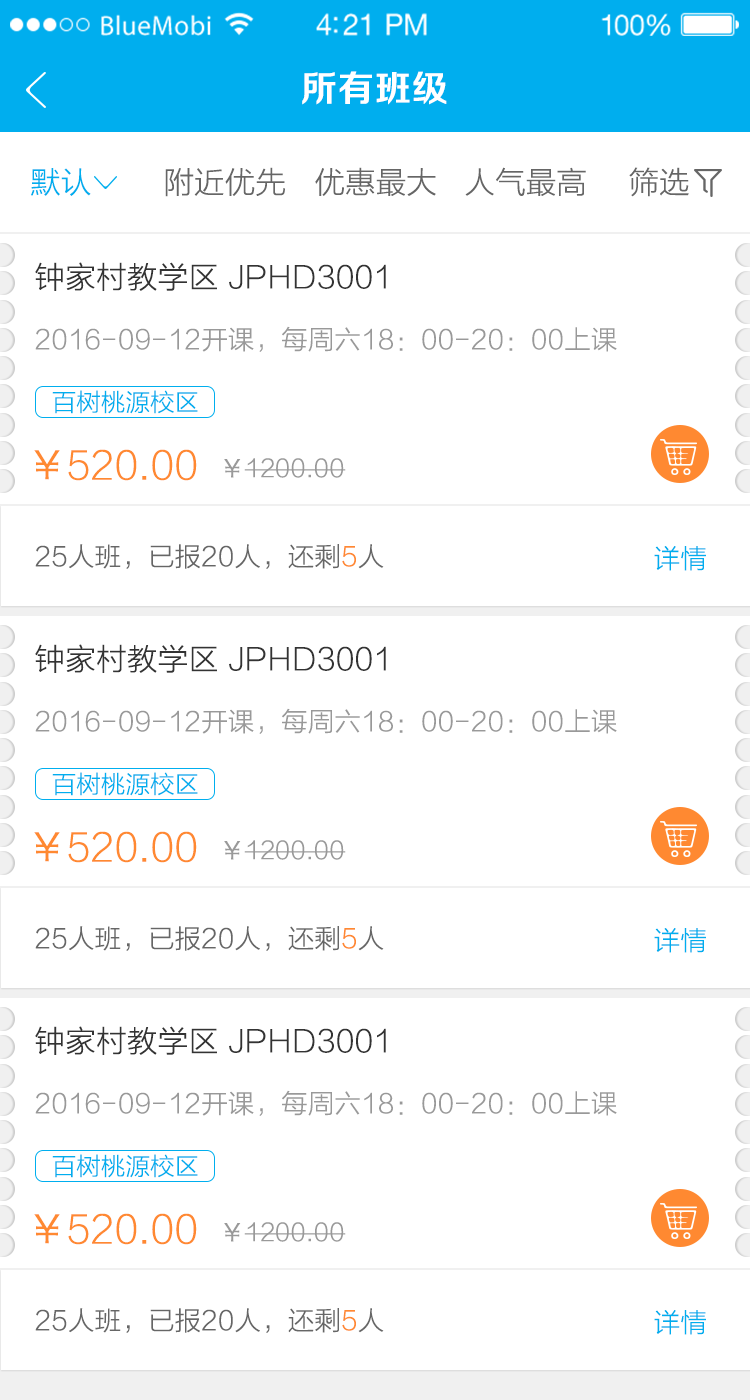 BlueMobi 4:21 PM 100%
所有班级
默认 附近优先 优惠最大 人气最高 筛选
钟家村教学区 JPHD3001
2016-09-12开课，每周六18：00-20：00上课
百树桃源校区
¥520.00 ¥1200.00
25人班，已报20人，还剩5人 详情
钟家村教学区 JPHD3001
2016-09-12开课，每周六18：00-20：00上课
百树桃源校区
¥520.00 ¥1200.00
25人班，已报20人，还剩5人 详情
钟家村教学区 JPHD3001
2016-09-12开课，每周六18：00-20：00上课
百树桃源校区
¥520.00 ¥1200.00
25人班，已报20人，还剩5人 详情